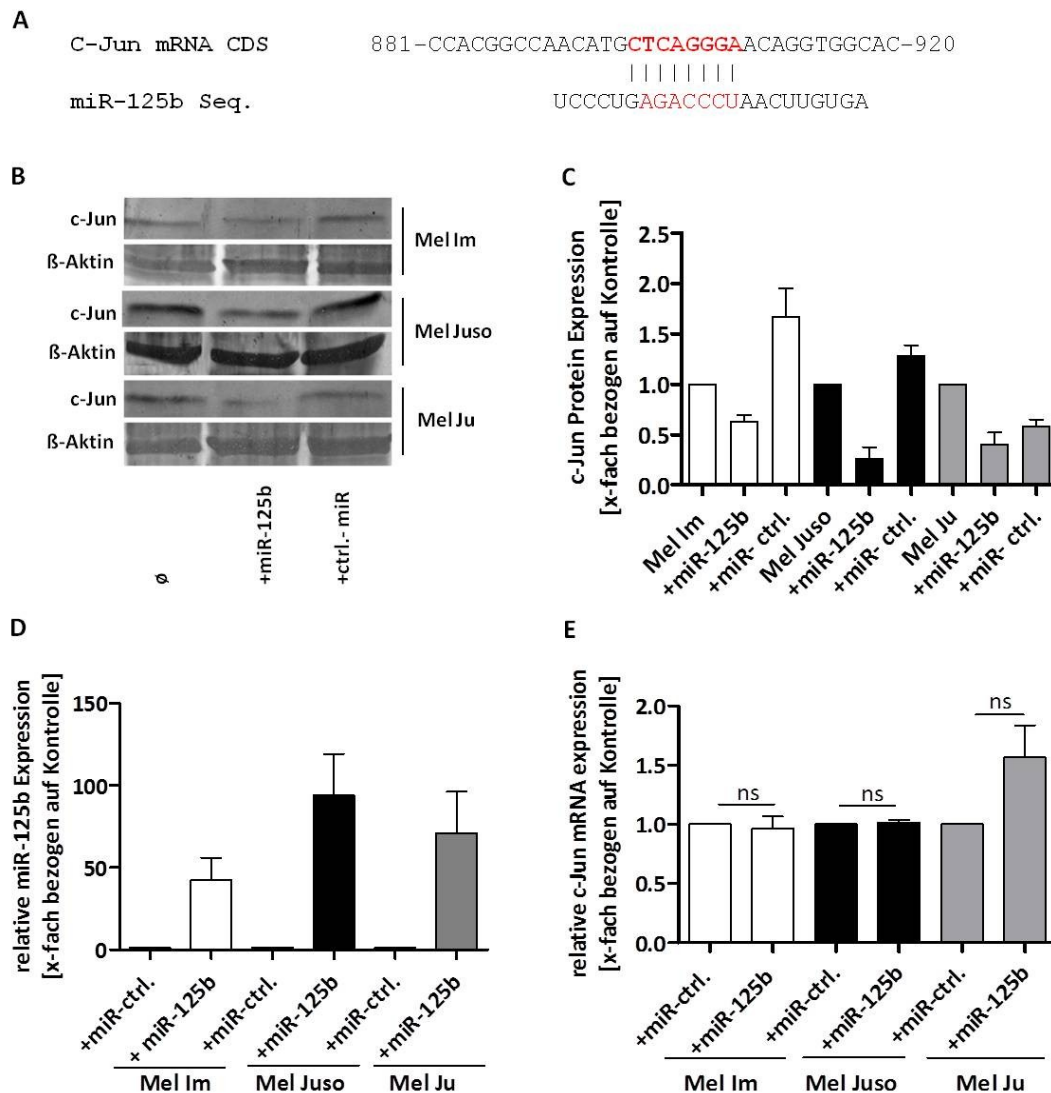 A
C-Jun mRNA CDS 881-CCACGGCCAACATGCTCAGGGAACAGGTGGCAC-920
||||||||
miR-125b Seq. UCCCUGAGACCCUAACUUGUGA
B
c-Jun
ß-Aktin
Mel Im
c-Jun
ß-Aktin
Mel Juso
c-Jun
ß-Aktin
Mel Ju
ø
+miR-125b
+ctrl.- miR
C
c-Jun Protein Expression
[x-fach bezogen auf Kontrolle]
2.5
2.0
1.5
1.0
0.5
0.0
Mel Im
+miR-125b
+miR- ctrl.
Mel Juso
+miR-125b
+miR- ctrl.
Mel Ju
+miR-125b
+miR- ctrl.
D
relative miR-125b Expression
[x-fach bezogen auf Kontrolle]
150
100
50
0
+miR-ctrl.
+ miR-125b
+miR-ctrl.
+miR-125b
+miR-ctrl.
+miR-125b
Mel Im
Mel Juso
Mel Ju
E
relative c-Jun mRNA expression
[x-fach bezogen auf Kontrolle]
2.0
1.5
1.0
0.5
0.0
ns
ns
ns
+miR-ctrl.
+miR-125b
+miR-ctrl.
+miR-125b
+miR-ctrl.
+miR-125b
Mel Im
Mel Juso
Mel Ju